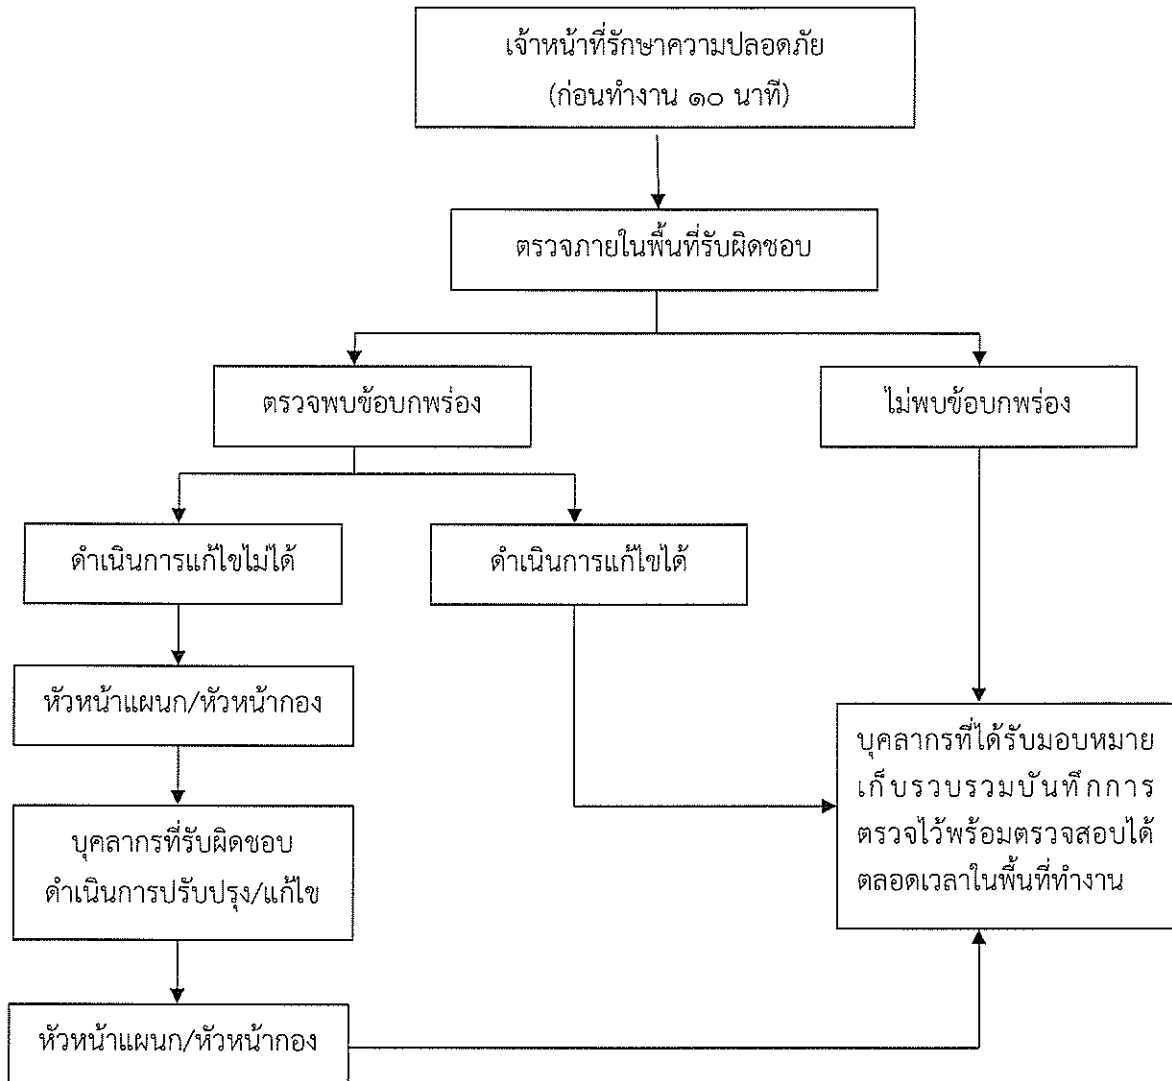 เจ้าหน้าที่รักษาความปลอดภัย
(ก่อนทำงาน ๑๐ นาที)
ตรวจภายในพื้นที่รับผิดชอบ
ตรวจพบข้อบกพร่อง
ไม่พบข้อบกพร่อง
ดำเนินการแก้ไขไม่ได้
ดำเนินการแก้ไขได้
หัวหน้าแผนก/หัวหน้ากอง
บุคลากรที่รับผิดชอบ
ดำเนินการปรับปรุง/แก้ไข
หัวหน้าแผนก/หัวหน้ากอง
บุคลากรที่ได้รับมอบหมาย
เก็บรวบรวมบันทึกการ
ตรวจไว้พร้อมตรวจสอบได้
ตลอดเวลาในพื้นที่ทำงาน